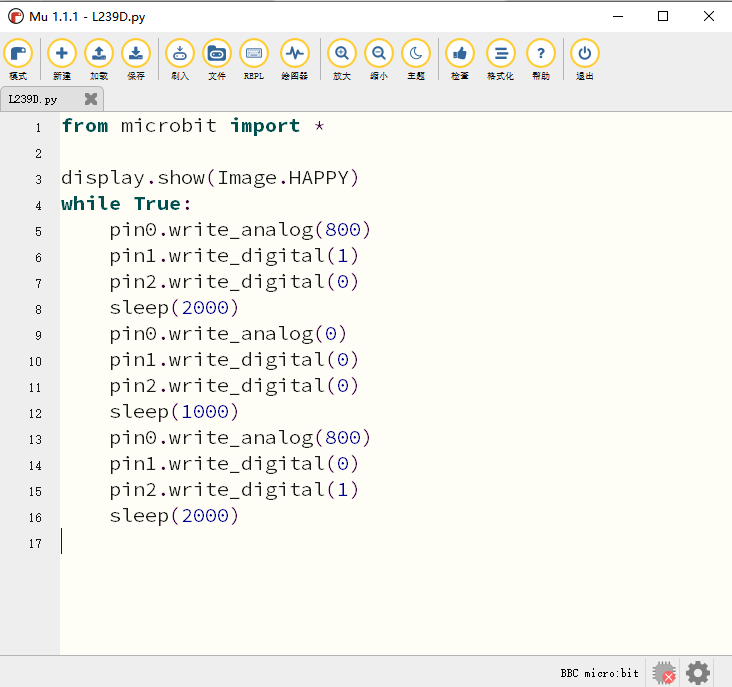 Mu 1.1.1 - L239D.py
模式 新建 加载 保存 刷入 文件 REPL 绘图器 放大 缩小 主题 检查 格式化 帮助 退出
L239D.py
1 from microbit import *
2
3 display.show(Image.HAPPY)
4 while True:
5     pin0.write_analog(800)
6     pin1.write_digital(1)
7     pin2.write_digital(0)
8     sleep(2000)
9     pin0.write_analog(0)
10     pin1.write_digital(0)
11     pin2.write_digital(0)
12     sleep(1000)
13     pin0.write_analog(800)
14     pin1.write_digital(0)
15     pin2.write_digital(1)
16     sleep(2000)
17
BBC micro:bit